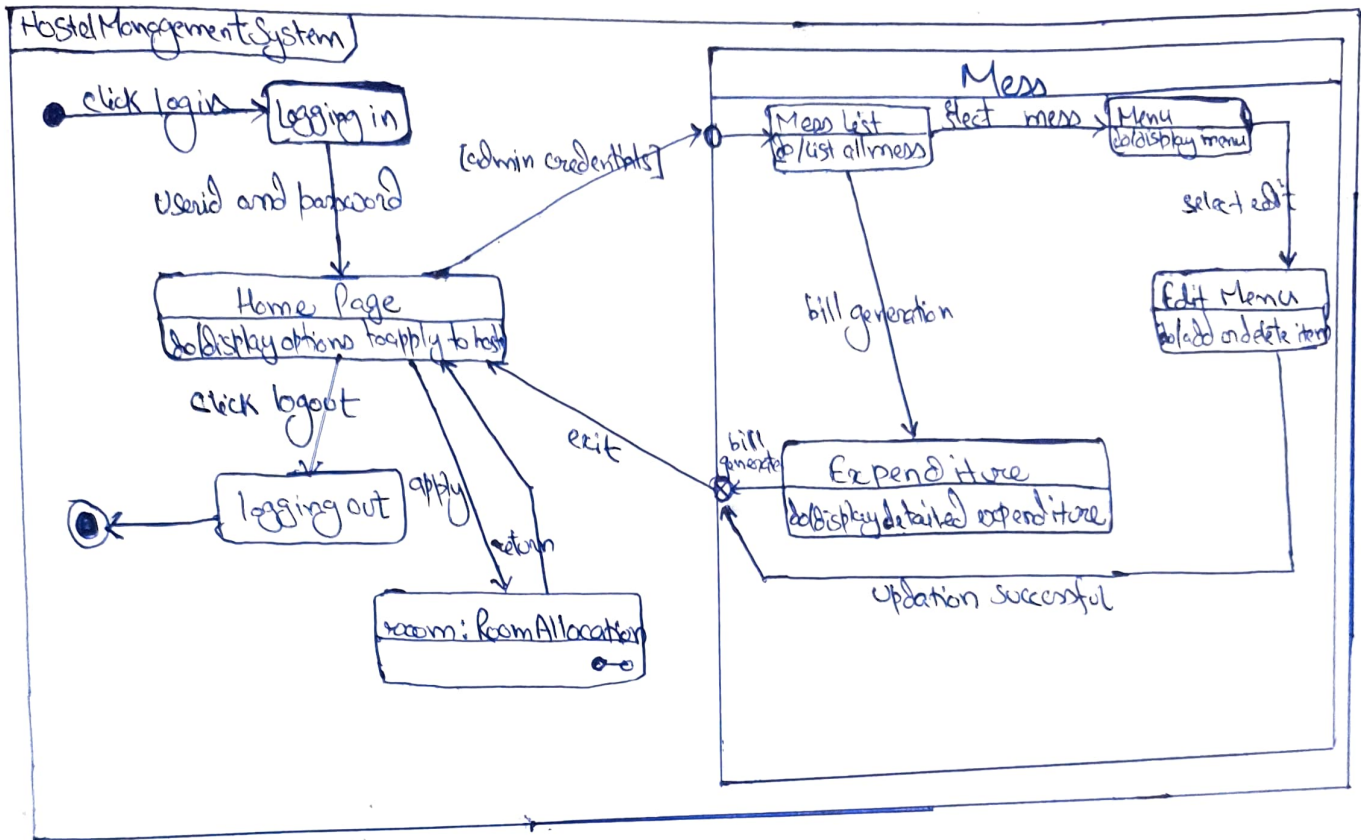 HostelManagementSystem
click login
logging in
Userid and password
[admin credentials]
Home Page
do/display options to apply to host
click logout
logging out
apply
return
exit
room: RoomAllocation
Mess
Mess List
do/list all mess
select mess
Menu
do/display menu
select edit
Edit Menu
do/add or delete item
bill generation
bill
generate
Expenditure
do/display detailed expenditure
Updation Successful